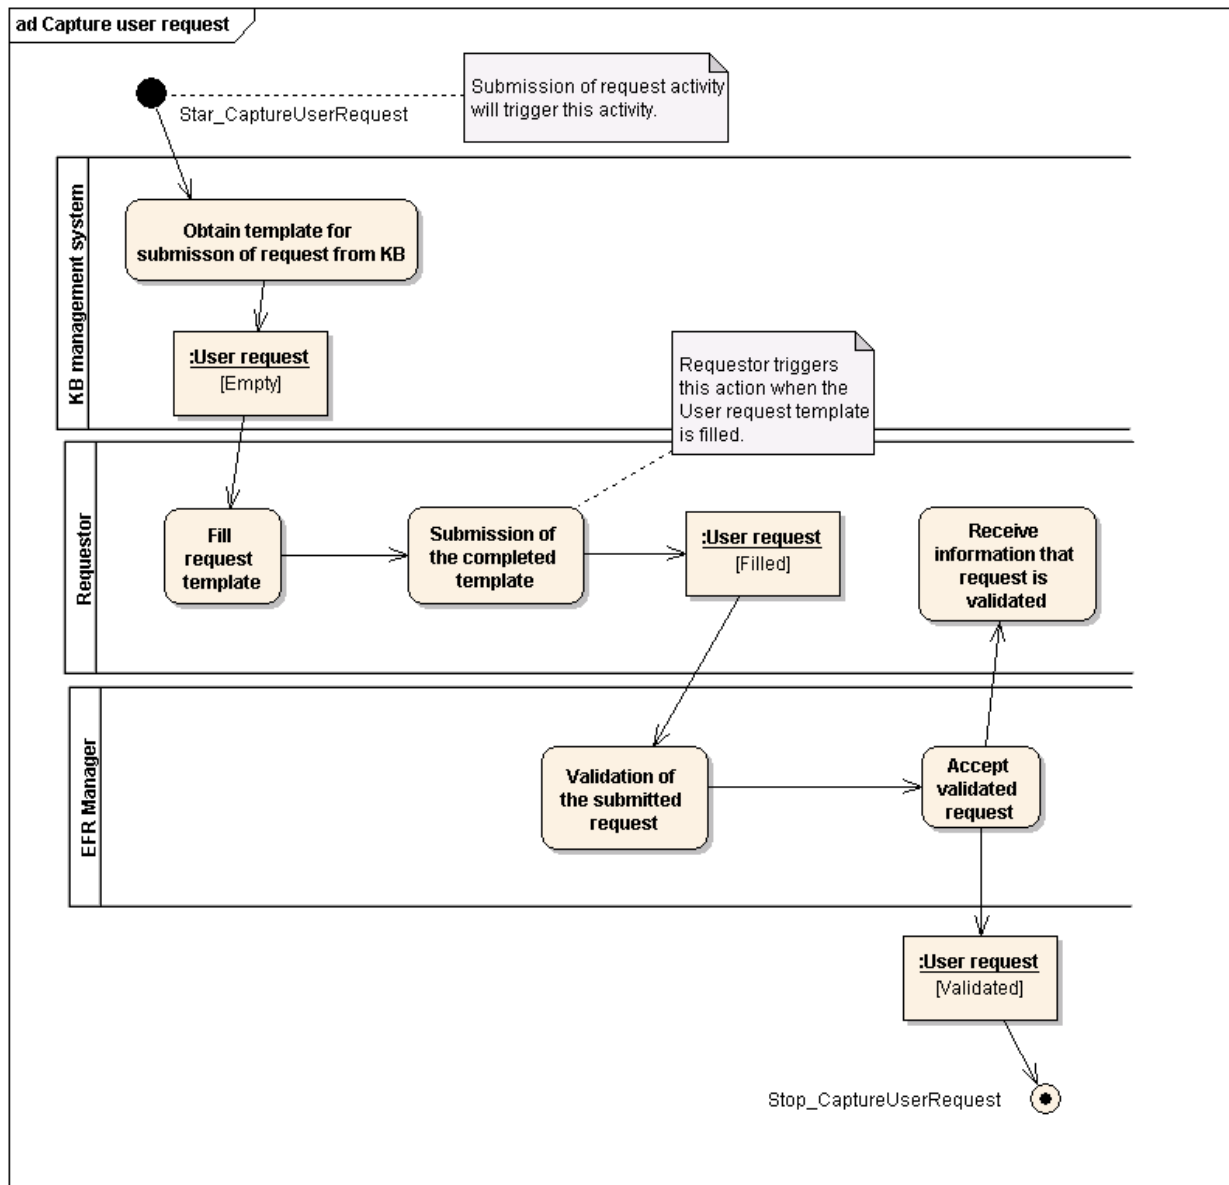 ad Capture user request
Submission of request activity
will trigger this activity.
Star_CaptureUserRequest
KB management system
Obtain template for
submisson of request from KB
:User request
[Empty]
Requestor triggers
this action when the
User request template
is filled.
Requestor
Fill
request
template
Submission of
the completed
template
:User request
[Filled]
Receive
information that
request is
validated
EFR Manager
Validation of
the submitted
request
Accept
validated
request
:User request
[Validated]
Stop_CaptureUserRequest